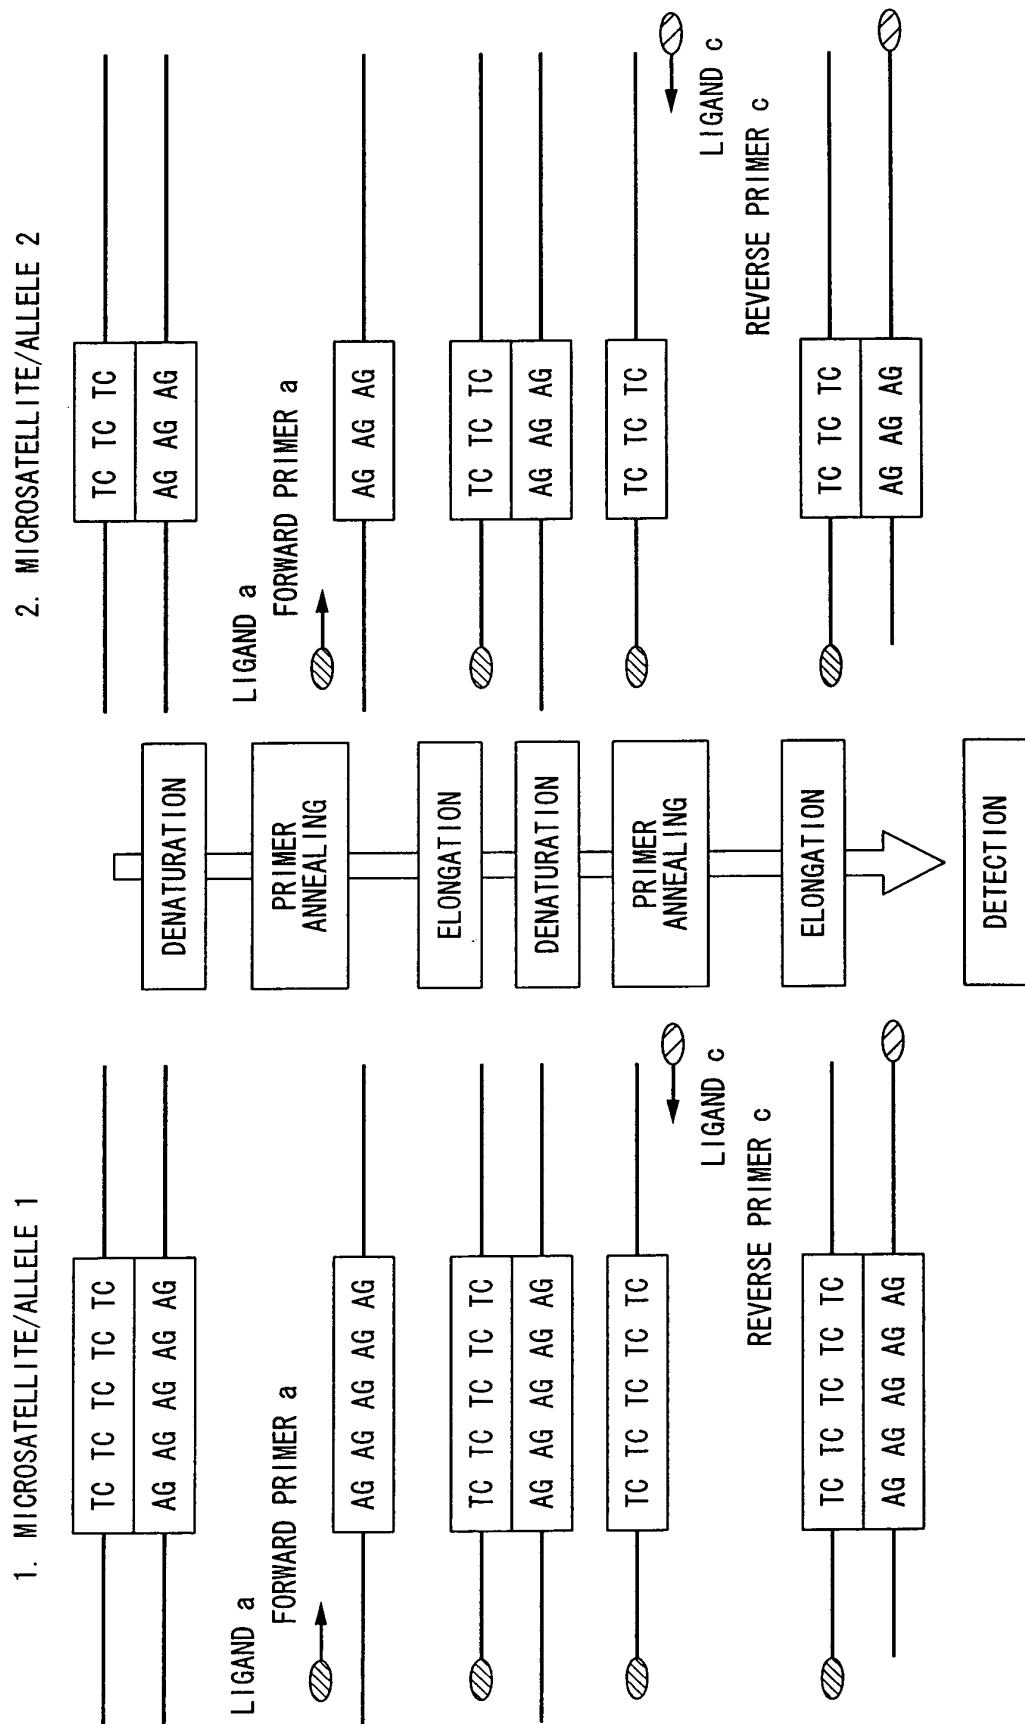 1. MICROSATELLITE/ALLELE 1
TC TC TC TC TC
AG AG AG AG AG
LIGAND a
FORWARD PRIMER a
AG AG AG AG AG
TC TC TC TC TC
AG AG AG AG AG
TC TC TC TC TC
LIGAND c
REVERSE PRIMER c
TC TC TC TC TC
AG AG AG AG AG
DENATURATION
PRIMER
ANNEALING
ELONGATION
DENATURATION
PRIMER
ANNEALING
ELONGATION
DETECTION
2. MICROSATELLITE/ALLELE 2
TC TC TC
AG AG AG
LIGAND a
FORWARD PRIMER a
AG AG AG
TC TC TC
AG AG AG
TC TC TC
LIGAND c
REVERSE PRIMER c
TC TC TC
AG AG AG